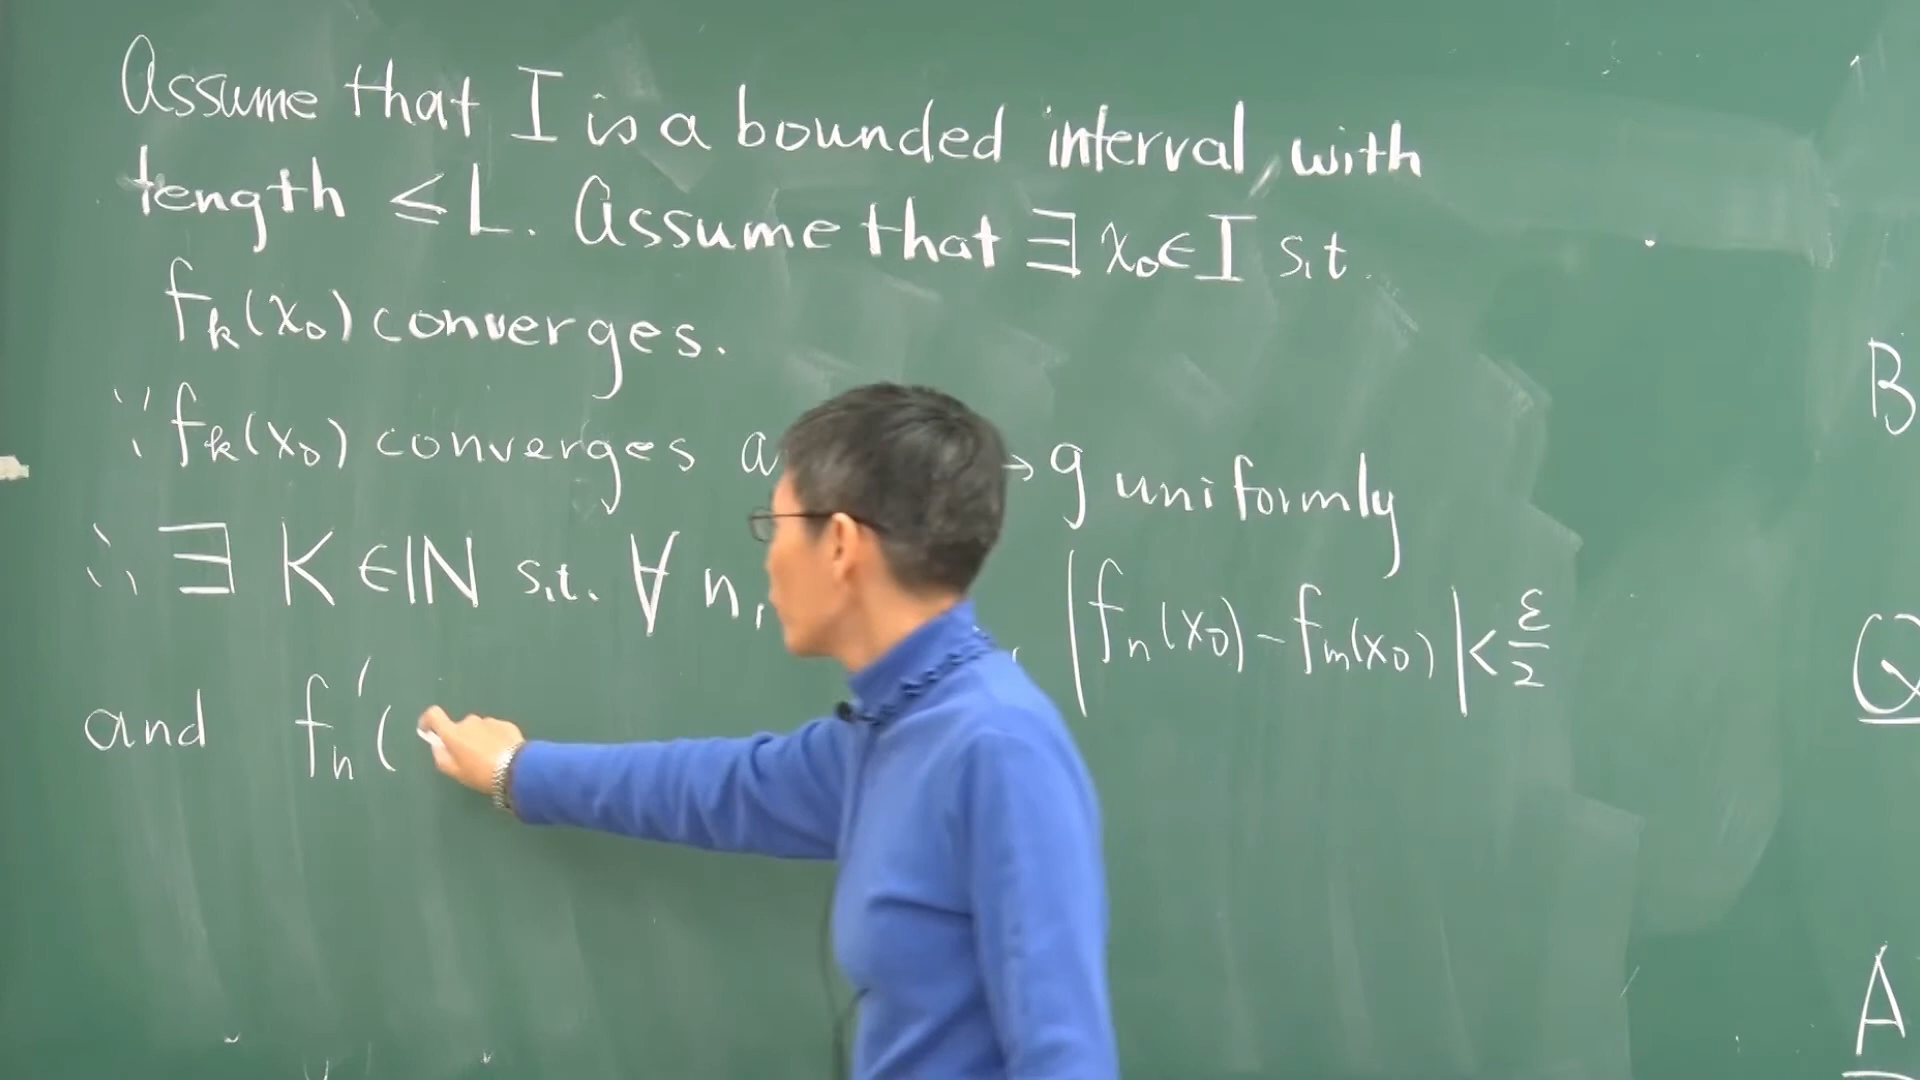 Assume that I is a bounded interval, with
length ≤ L. Assume that ∃ x₀ ∈ I s.t.
fₖ(x₀) converges.
∵ fₖ(x₀) converges a → g uniformly
∴ ∃ K ∈ ℕ s.t. ∀ n, |fₙ(x₀) - fₘ(x₀)| < ε/2
and fₙ'(
B
Q
A